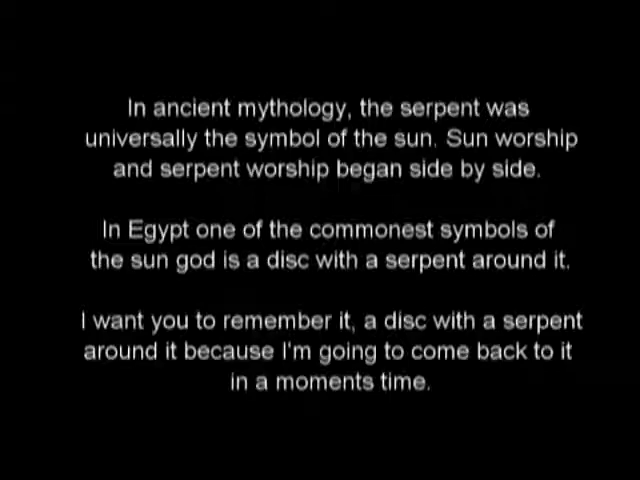 In ancient mythology, the serpent was
universally the symbol of the sun. Sun worship
and serpent worship began side by side.
In Egypt one of the commonest symbols of
the sun god is a disc with a serpent around it.
I want you to remember it, a disc with a serpent
around it because I'm going to come back to it
in a moments time.